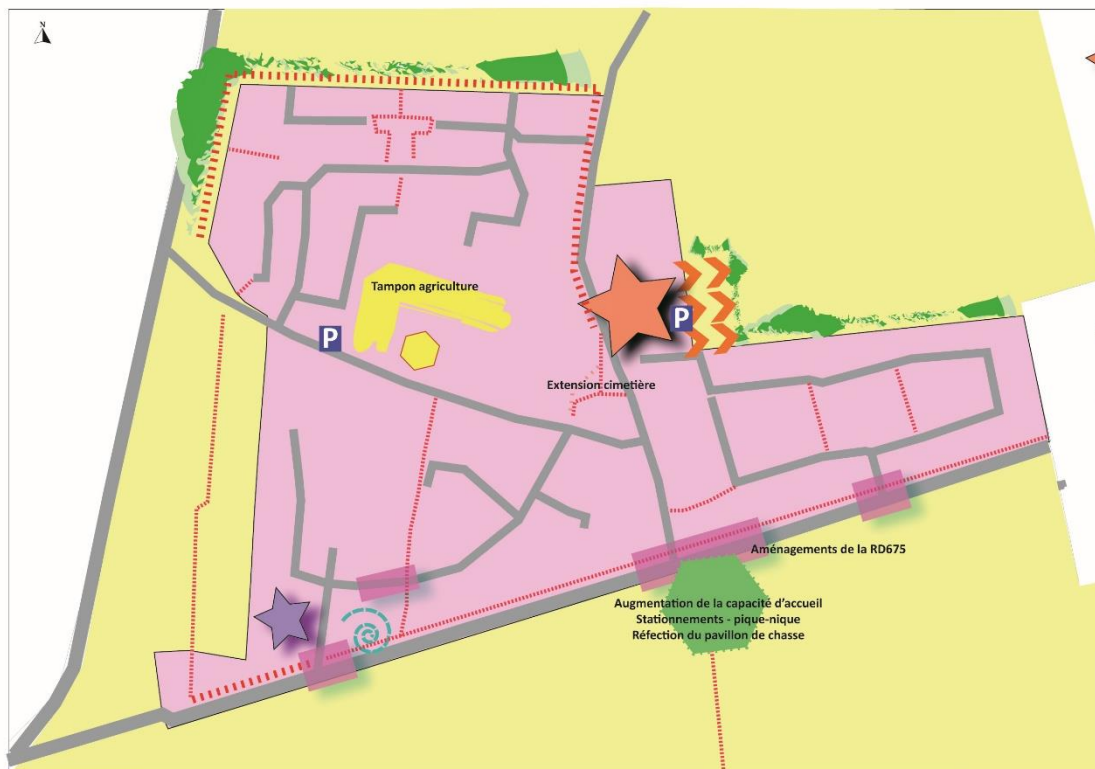 N
Tampon agriculture
P
P
Extension cimetière
Aménagements de la RD675
Augmentation de la capacité d'accueil
Stationnements - pique-nique
Réfection du pavillon de chasse